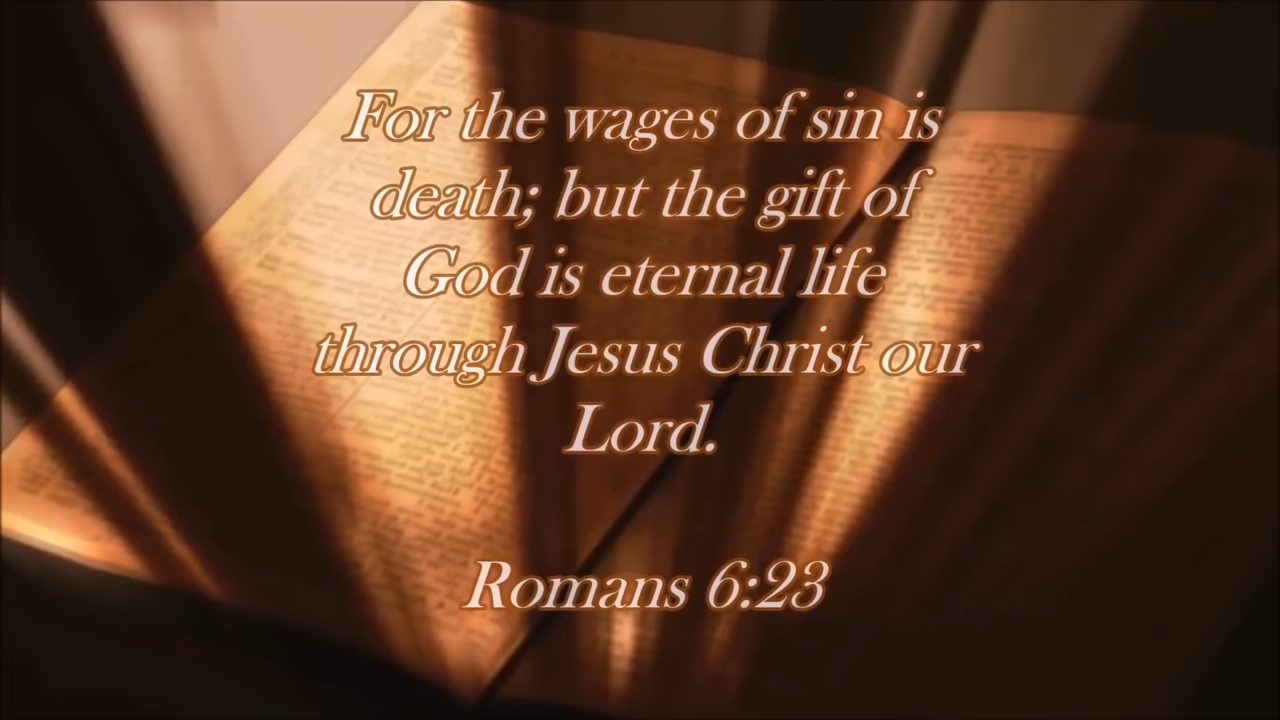 For the wages of sin is
death; but the gift of
God is eternal life
through Jesus Christ our
Lord.
Romans 6:23